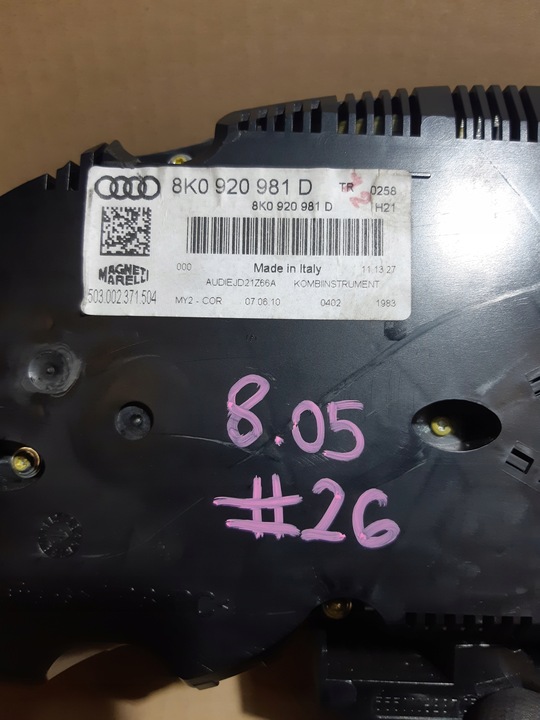 8K0 920 981 D TR 0258
8K0 920 981 D H21
000 Made in Italy 11.13.27
MAGNETI
MARELLI
AUDIEJD21Z66A KOMBIINSTRUMENT
503.002.371.504
MY2 - COR 07 06 10 0402 1983
8.05
#26